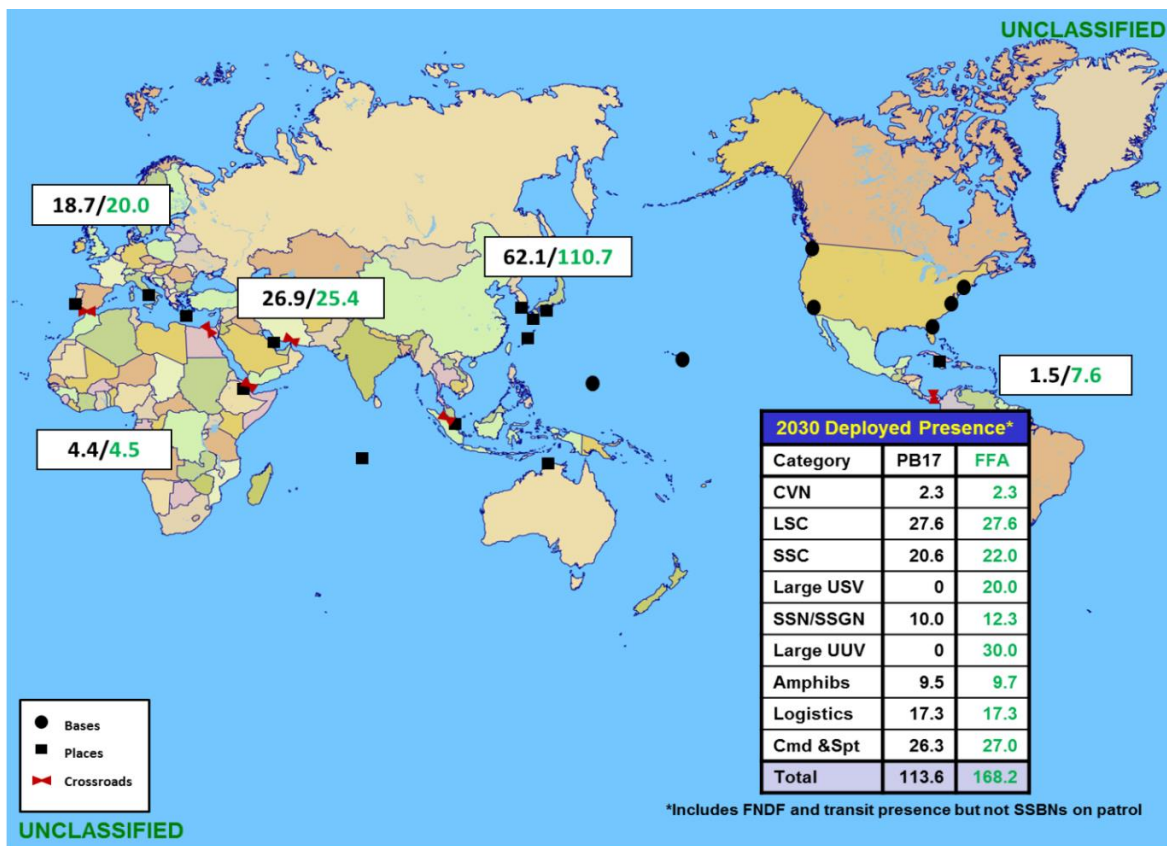 UNCLASSIFIED
18.7/20.0
62.1/110.7
26.9/25.4
1.5/7.6
4.4/4.5
2030 Deployed Presence*
Category PB17 FFA
CVN 2.3 2.3
LSC 27.6 27.6
SSC 20.6 22.0
Large USV 0 20.0
SSN/SSGN 10.0 12.3
Large UUV 0 30.0
Amphibs 9.5 9.7
Logistics 17.3 17.3
Cmd &Spt 26.3 27.0
Total 113.6 168.2
*Includes FNDF and transit presence but not SSBNs on patrol
Bases
Places
Crossroads
UNCLASSIFIED